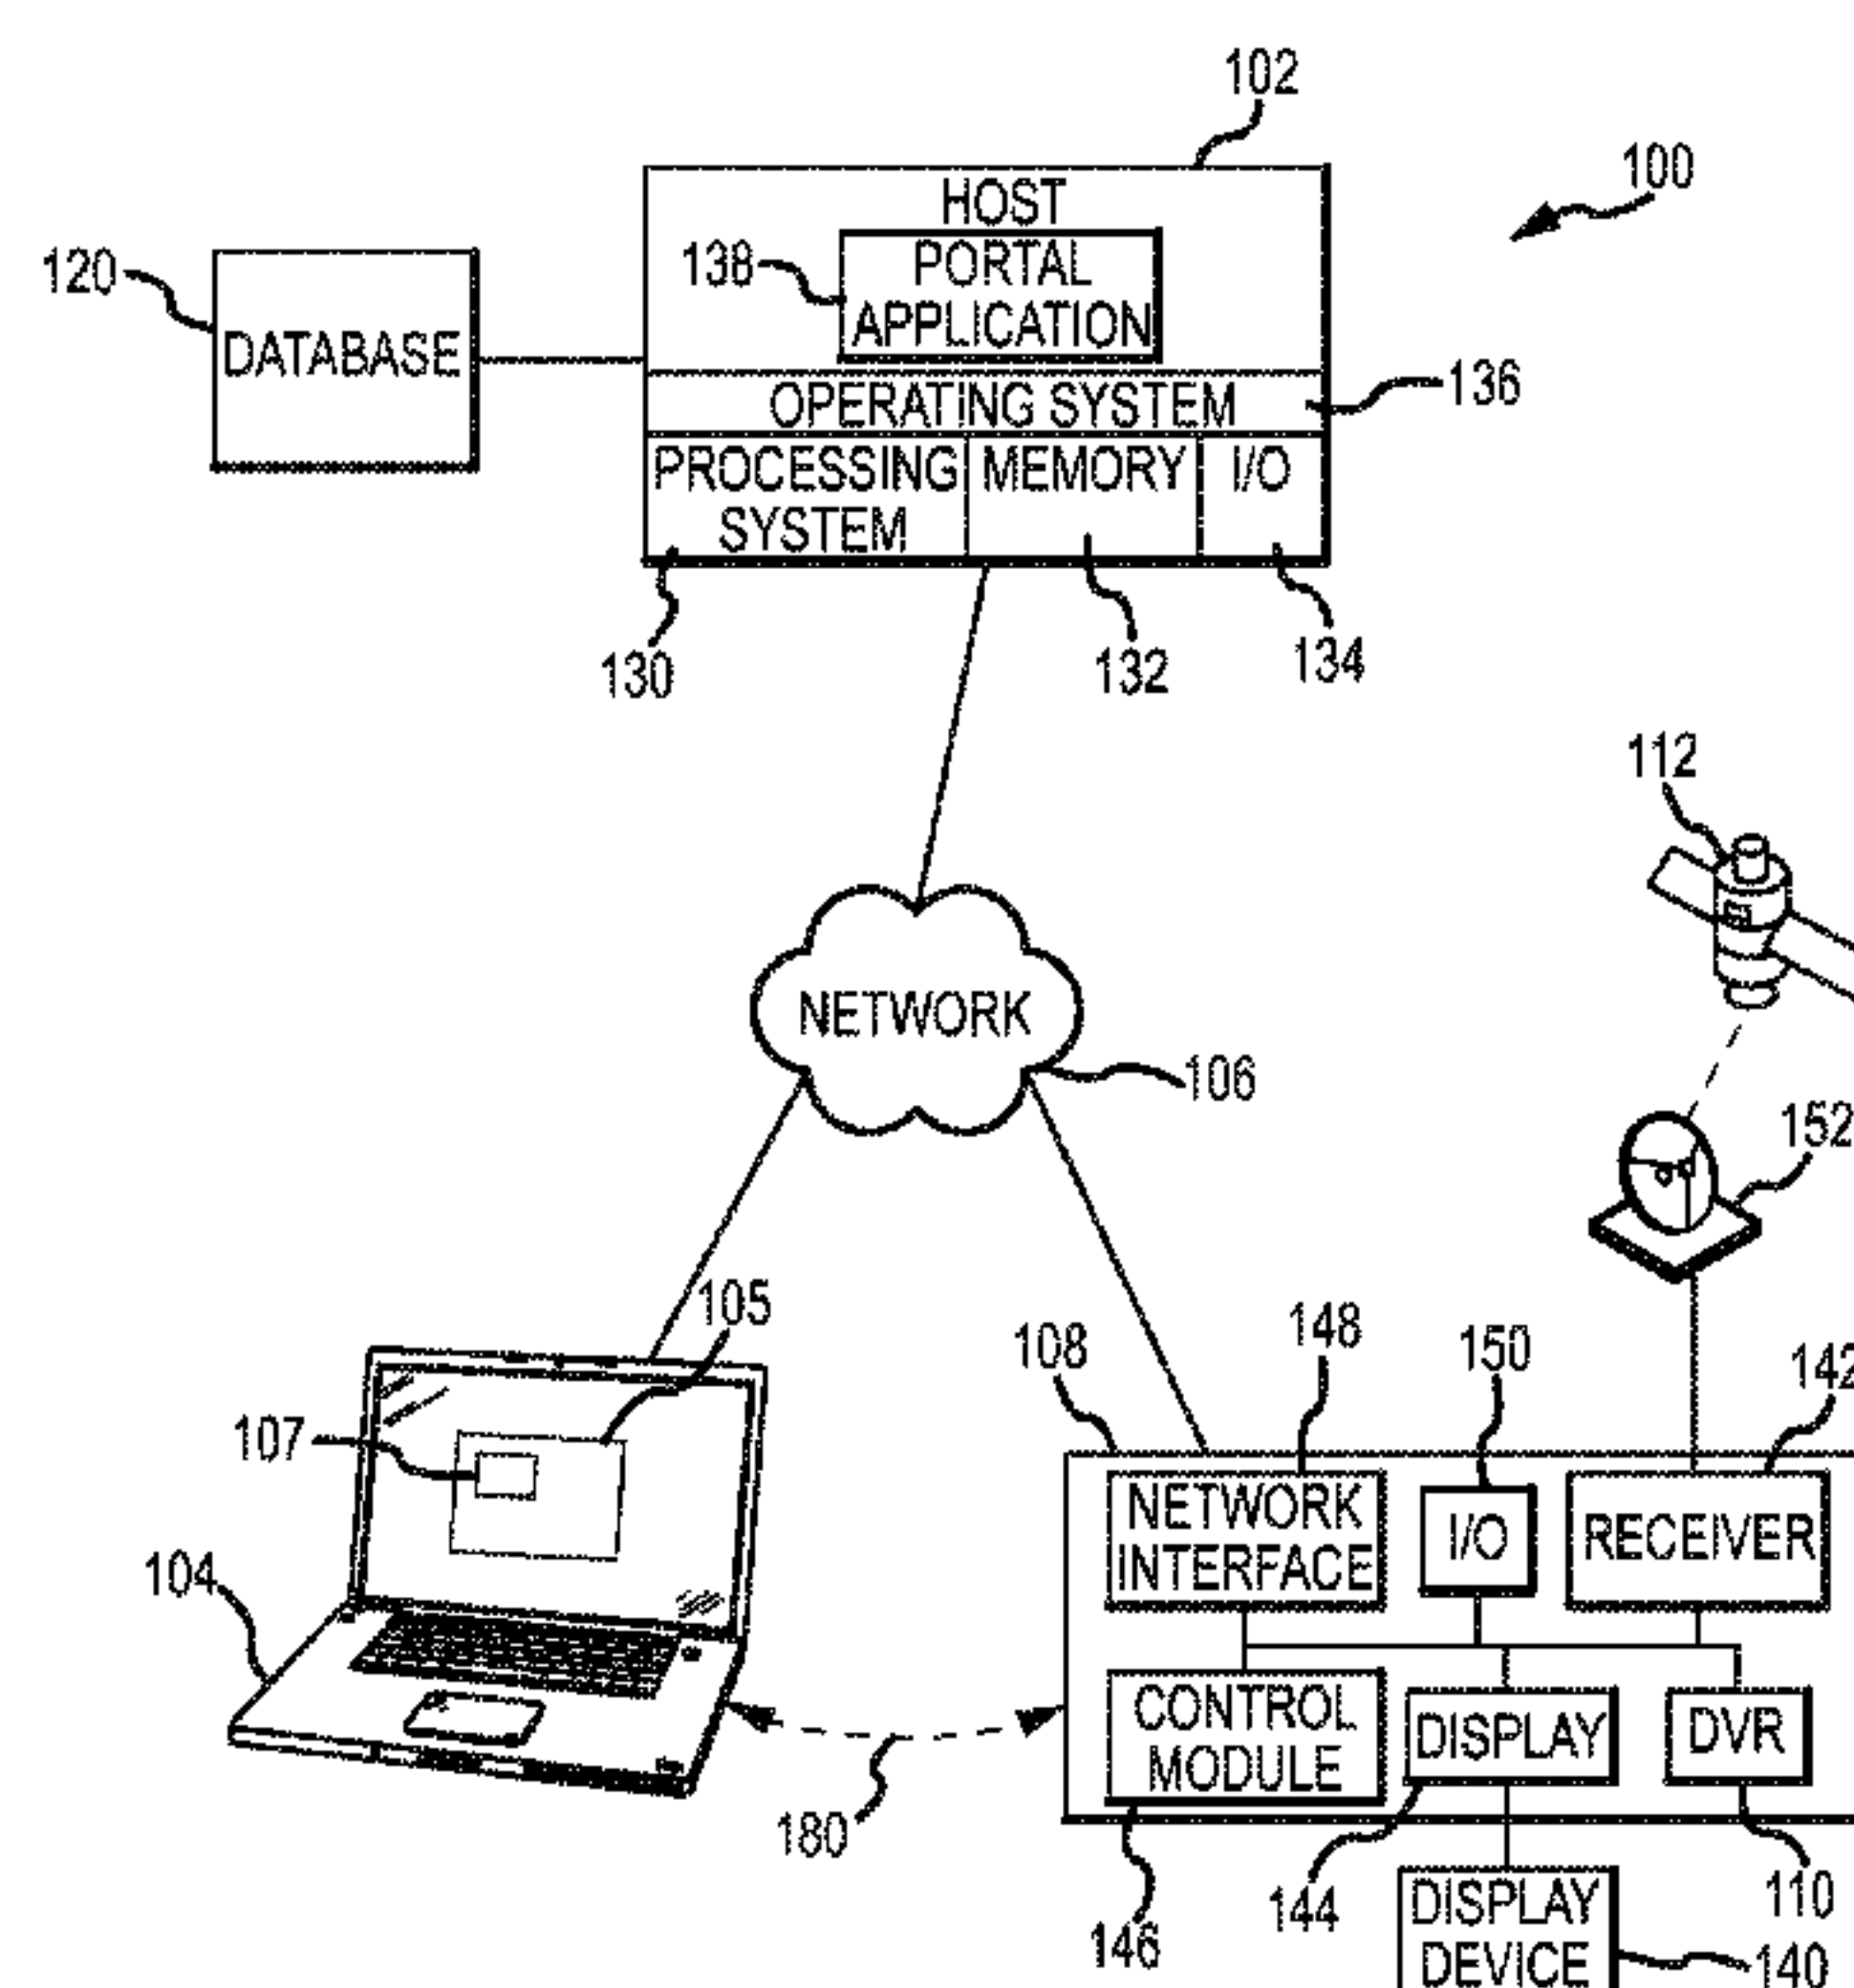 102
100
HOST
138
PORTAL
APPLICATION
120
DATABASE
136
OPERATING SYSTEM
PROCESSING
SYSTEM
MEMORY
I/O
130
132
134
112
NETWORK
106
152
105
148
108
150
142
107
NETWORK
INTERFACE
I/O
RECEIVER
104
CONTROL
MODULE
DISPLAY
DVR
180
144
110
146
DISPLAY
DEVICE
140